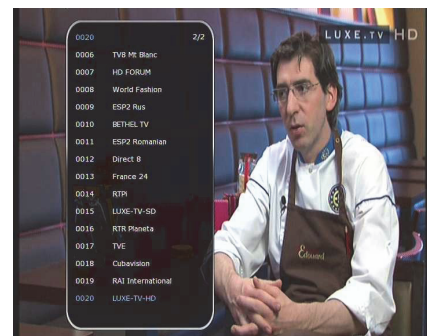 0020 2/2
LUXE.TV HD
0006 TV8 Mt Blanc
0007 HD FORUM
0008 World Fashion
0009 ESP2 Rus
0010 BETHEL TV
0011 ESP2 Romanian
0012 Direct 8
0013 France 24
0014 RTPi
0015 LUXE-TV-SD
0016 RTR Planeta
0017 TVE
0018 Cubavision
0019 RAI International
0020 LUXE-TV-HD
Edouard